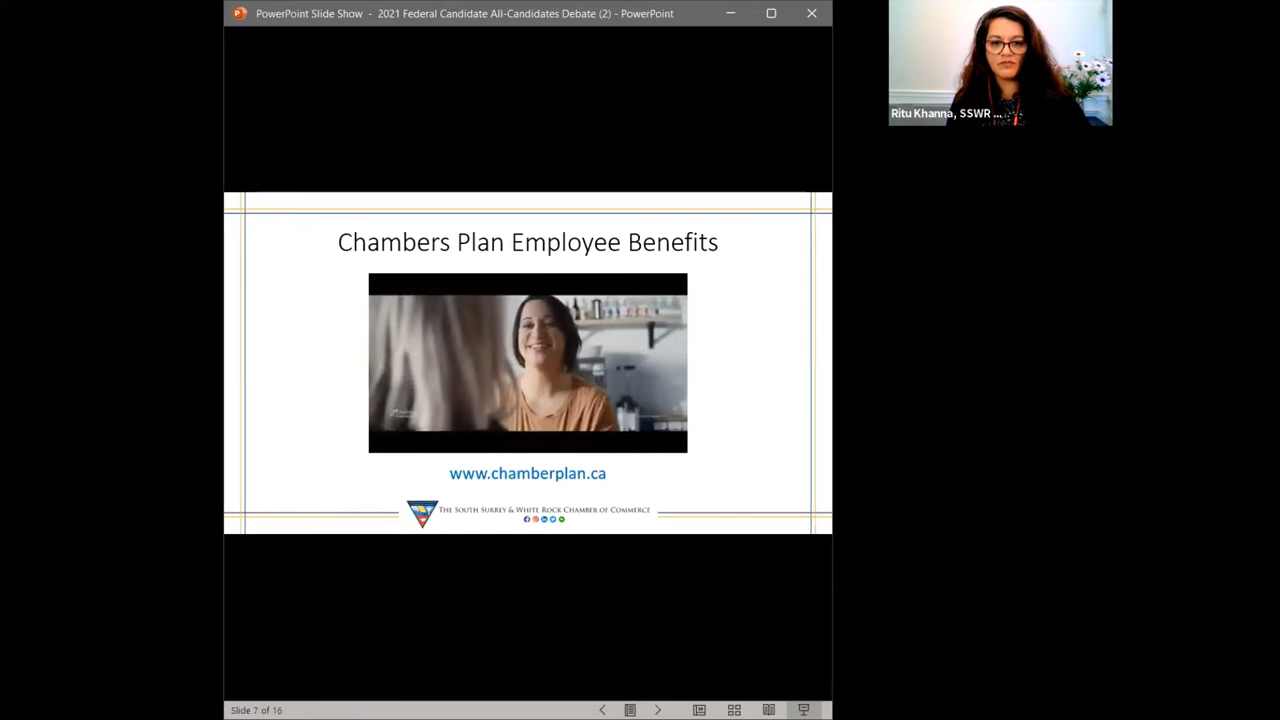 PowerPoint Slide Show - 2021 Federal Candidate All-Candidates Debate (2) - PowerPoint
Ritu Khanna, SSWR ...
Chambers Plan Employee Benefits
www.chamberplan.ca
The South Surrey & White Rock Chamber of Commerce
Slide 7 of 16